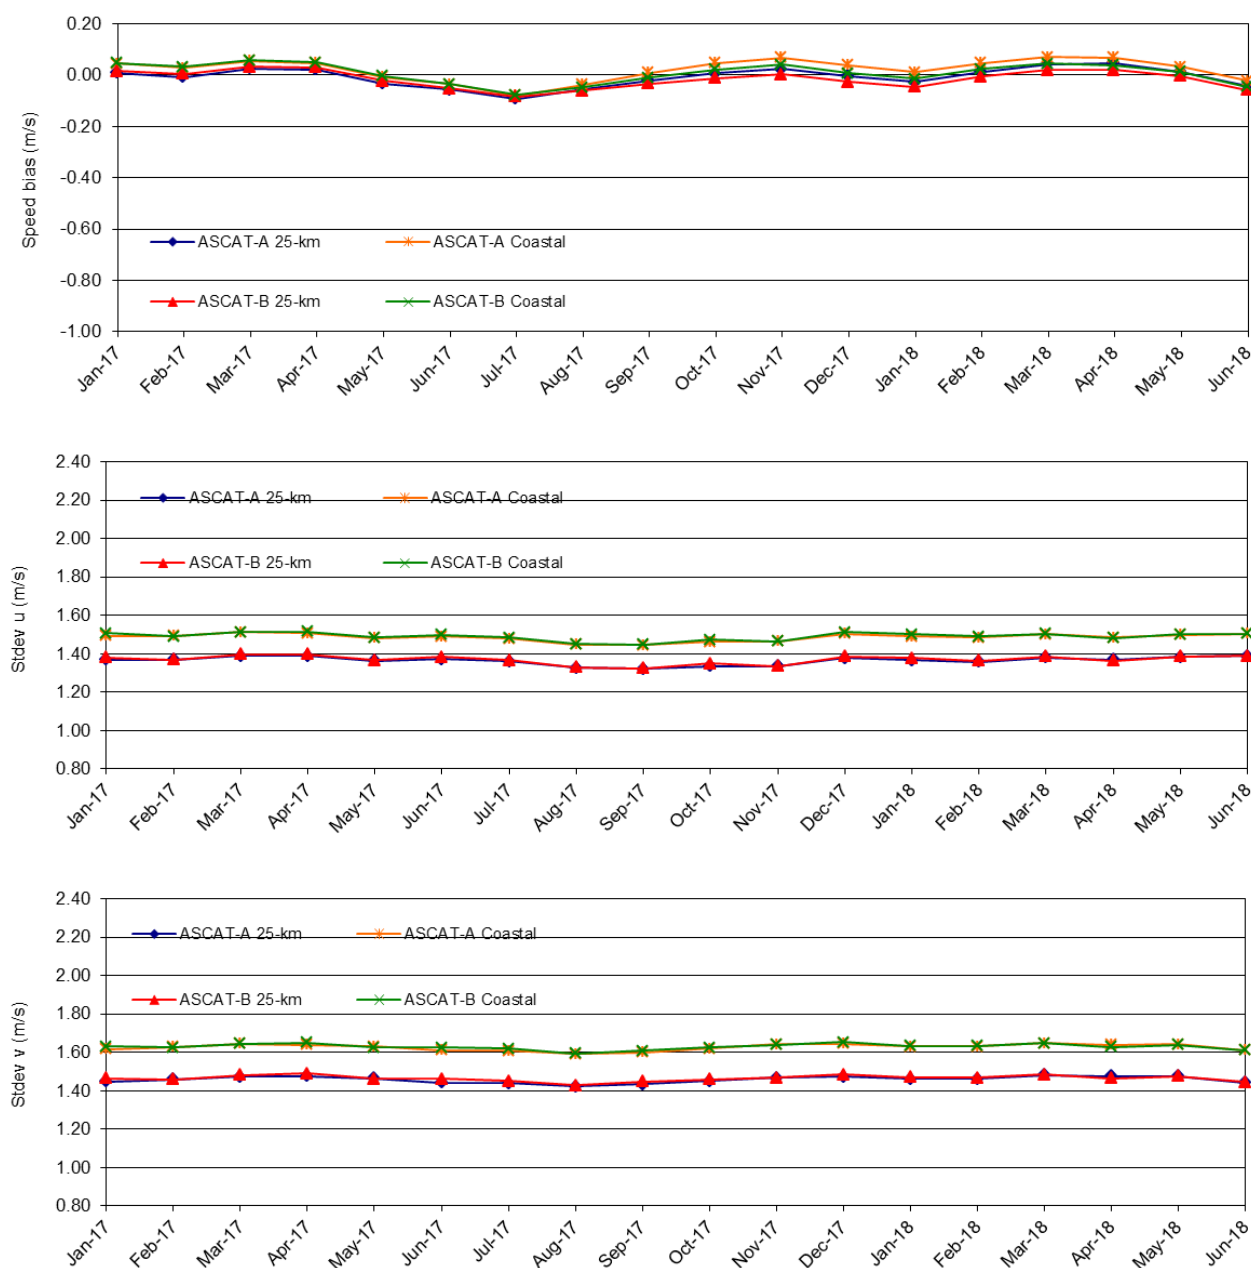 0.20
0.00
-0.20
-0.40
-0.60
-0.80
-1.00
Speed bias (m/s)
ASCAT-A 25-km ASCAT-A Coastal
ASCAT-B 25-km ASCAT-B Coastal
Jan-17 Feb-17 Mar-17 Apr-17 May-17 Jun-17 Jul-17 Aug-17 Sep-17 Oct-17 Nov-17 Dec-17 Jan-18 Feb-18 Mar-18 Apr-18 May-18 Jun-18
2.40
2.20
2.00
1.80
1.60
1.40
1.20
1.00
0.80
Stdev u (m/s)
ASCAT-A 25-km ASCAT-A Coastal
ASCAT-B 25-km ASCAT-B Coastal
Jan-17 Feb-17 Mar-17 Apr-17 May-17 Jun-17 Jul-17 Aug-17 Sep-17 Oct-17 Nov-17 Dec-17 Jan-18 Feb-18 Mar-18 Apr-18 May-18 Jun-18
2.40
2.20
2.00
1.80
1.60
1.40
1.20
1.00
0.80
Stdev v (m/s)
ASCAT-A 25-km ASCAT-A Coastal
ASCAT-B 25-km ASCAT-B Coastal
Jan-17 Feb-17 Mar-17 Apr-17 May-17 Jun-17 Jul-17 Aug-17 Sep-17 Oct-17 Nov-17 Dec-17 Jan-18 Feb-18 Mar-18 Apr-18 May-18 Jun-18